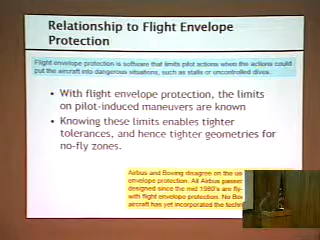 Relationship to Flight Envelope
Protection
Flight envelope protection is software that limits pilot actions when the actions could
put the aircraft into dangerous situations, such as stalls or uncontrolled dives.
• With flight envelope protection, the limits
on pilot-induced maneuvers are known
• Knowing these limits enables tighter
tolerances, and hence tighter geometries for
no-fly zones.
Airbus and Boeing disagree on the
envelope protection. All Airbus
designed since the mid 1980's are fly-
with flight envelope protection. No
aircraft has yet incorporated the